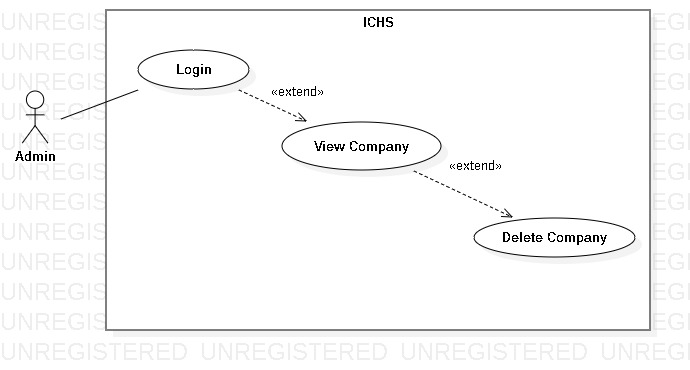 ICHS
Login
«extend»
View Company
«extend»
Admin
Delete Company
UNREGISTERED UNREGISTERED UNREGISTERED UNREGISTERED